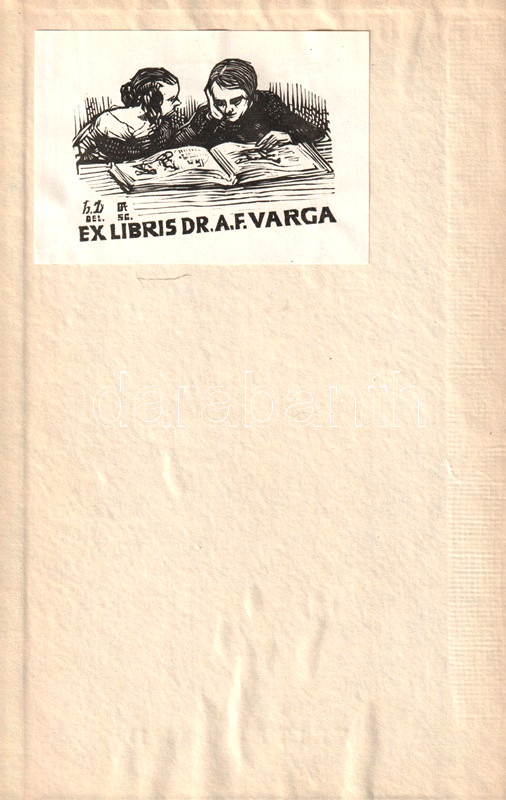 DEL. SC.
EX LIBRIS DR. A.F. VARGA
darabanth